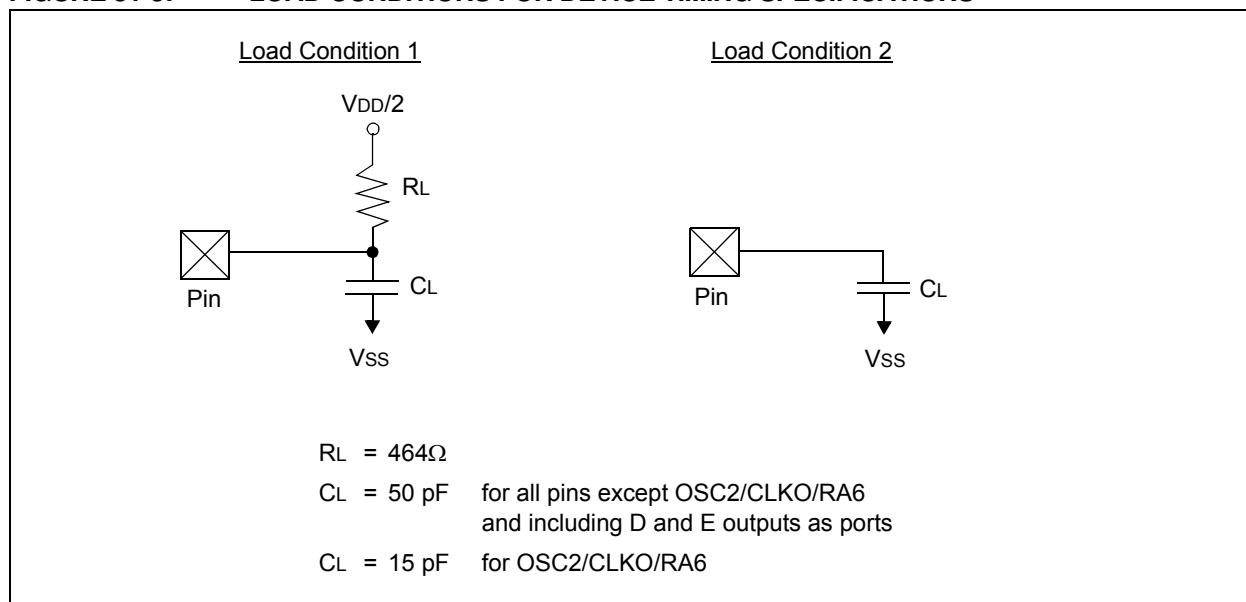 Load Condition 1
Load Condition 2
VDD/2
RL
CL
Pin
VSS
CL
Pin
VSS
RL = 464Ω
CL = 50 pF for all pins except OSC2/CLKO/RA6
and including D and E outputs as ports
CL = 15 pF for OSC2/CLKO/RA6